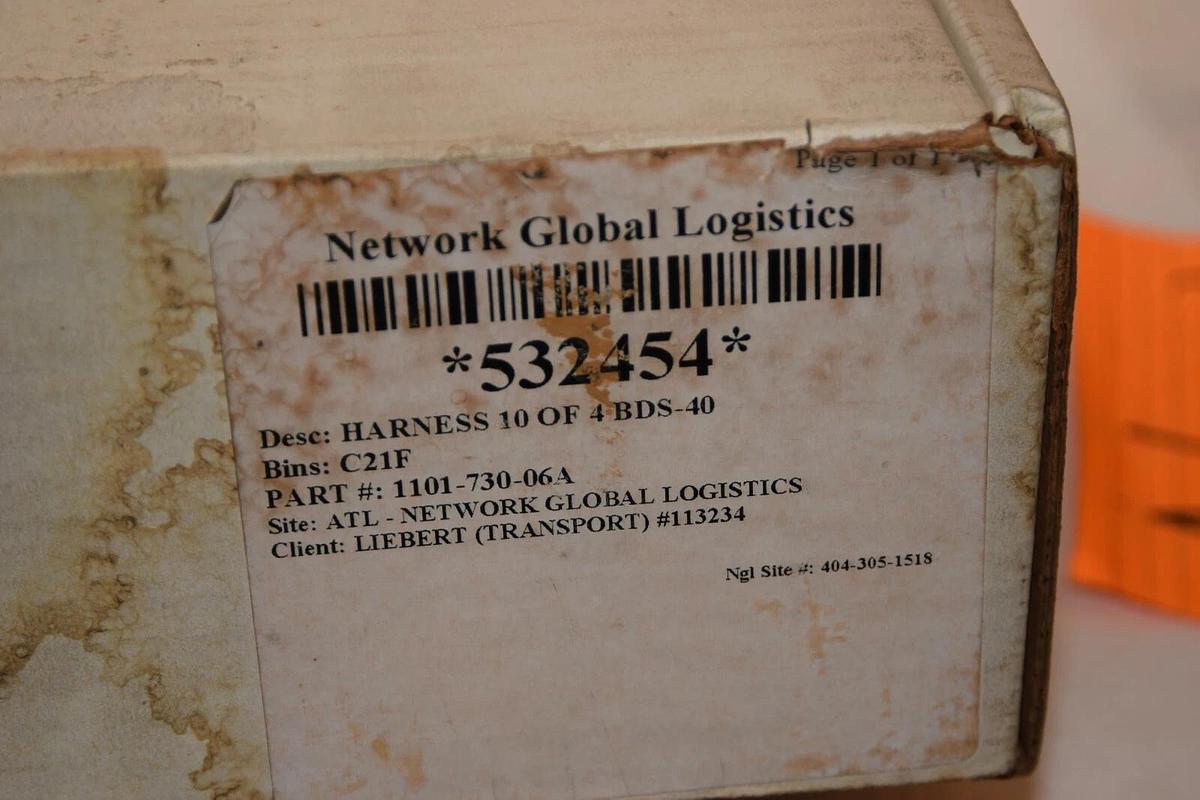 Page 1 of 1
Network Global Logistics
*532454*
Desc: HARNESS 10 OF 4 BDS-40
Bins: C21F
PART #: 1101-730-06A
Site: ATL - NETWORK GLOBAL LOGISTICS
Client: LIEBERT (TRANSPORT) #113234
Ngl Site #: 404-305-1518